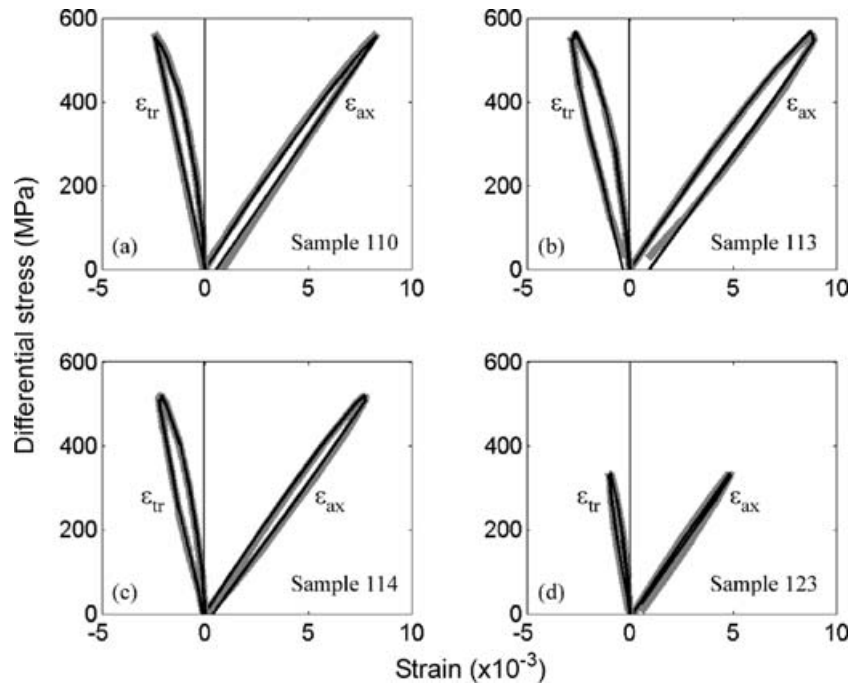 Differential stress (MPa)
600
400
200
0
-5 0 5 10
εtr
εax
(a) Sample 110
600
400
200
0
-5 0 5 10
εtr
εax
(b) Sample 113
600
400
200
0
-5 0 5 10
εtr
εax
(c) Sample 114
600
400
200
0
-5 0 5 10
εtr
εax
(d) Sample 123
Strain (x10⁻³)